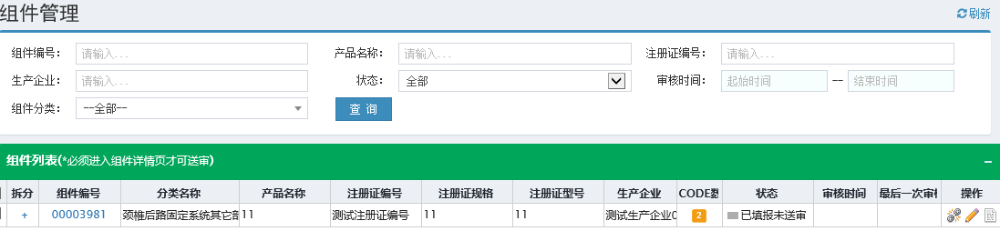 组件管理 刷新
组件编号： 请输入... 产品名称： 请输入... 注册证编号： 请输入...
生产企业： 请输入... 状态： 全部 审核时间： 起始时间 -- 结束时间
组件分类： --全部-- 查 询
组件列表(*必须进入组件详情页才可送审) −
拆分 组件编号 分类名称 产品名称 注册证编号 注册证规格 注册证型号 生产企业 CODE数 状态 审核时间 最后一次审核 操作
+ 00003981 颈椎后路固定系统其它部 11 测试注册证编号 11 11 测试生产企业0 2 已填报未送审